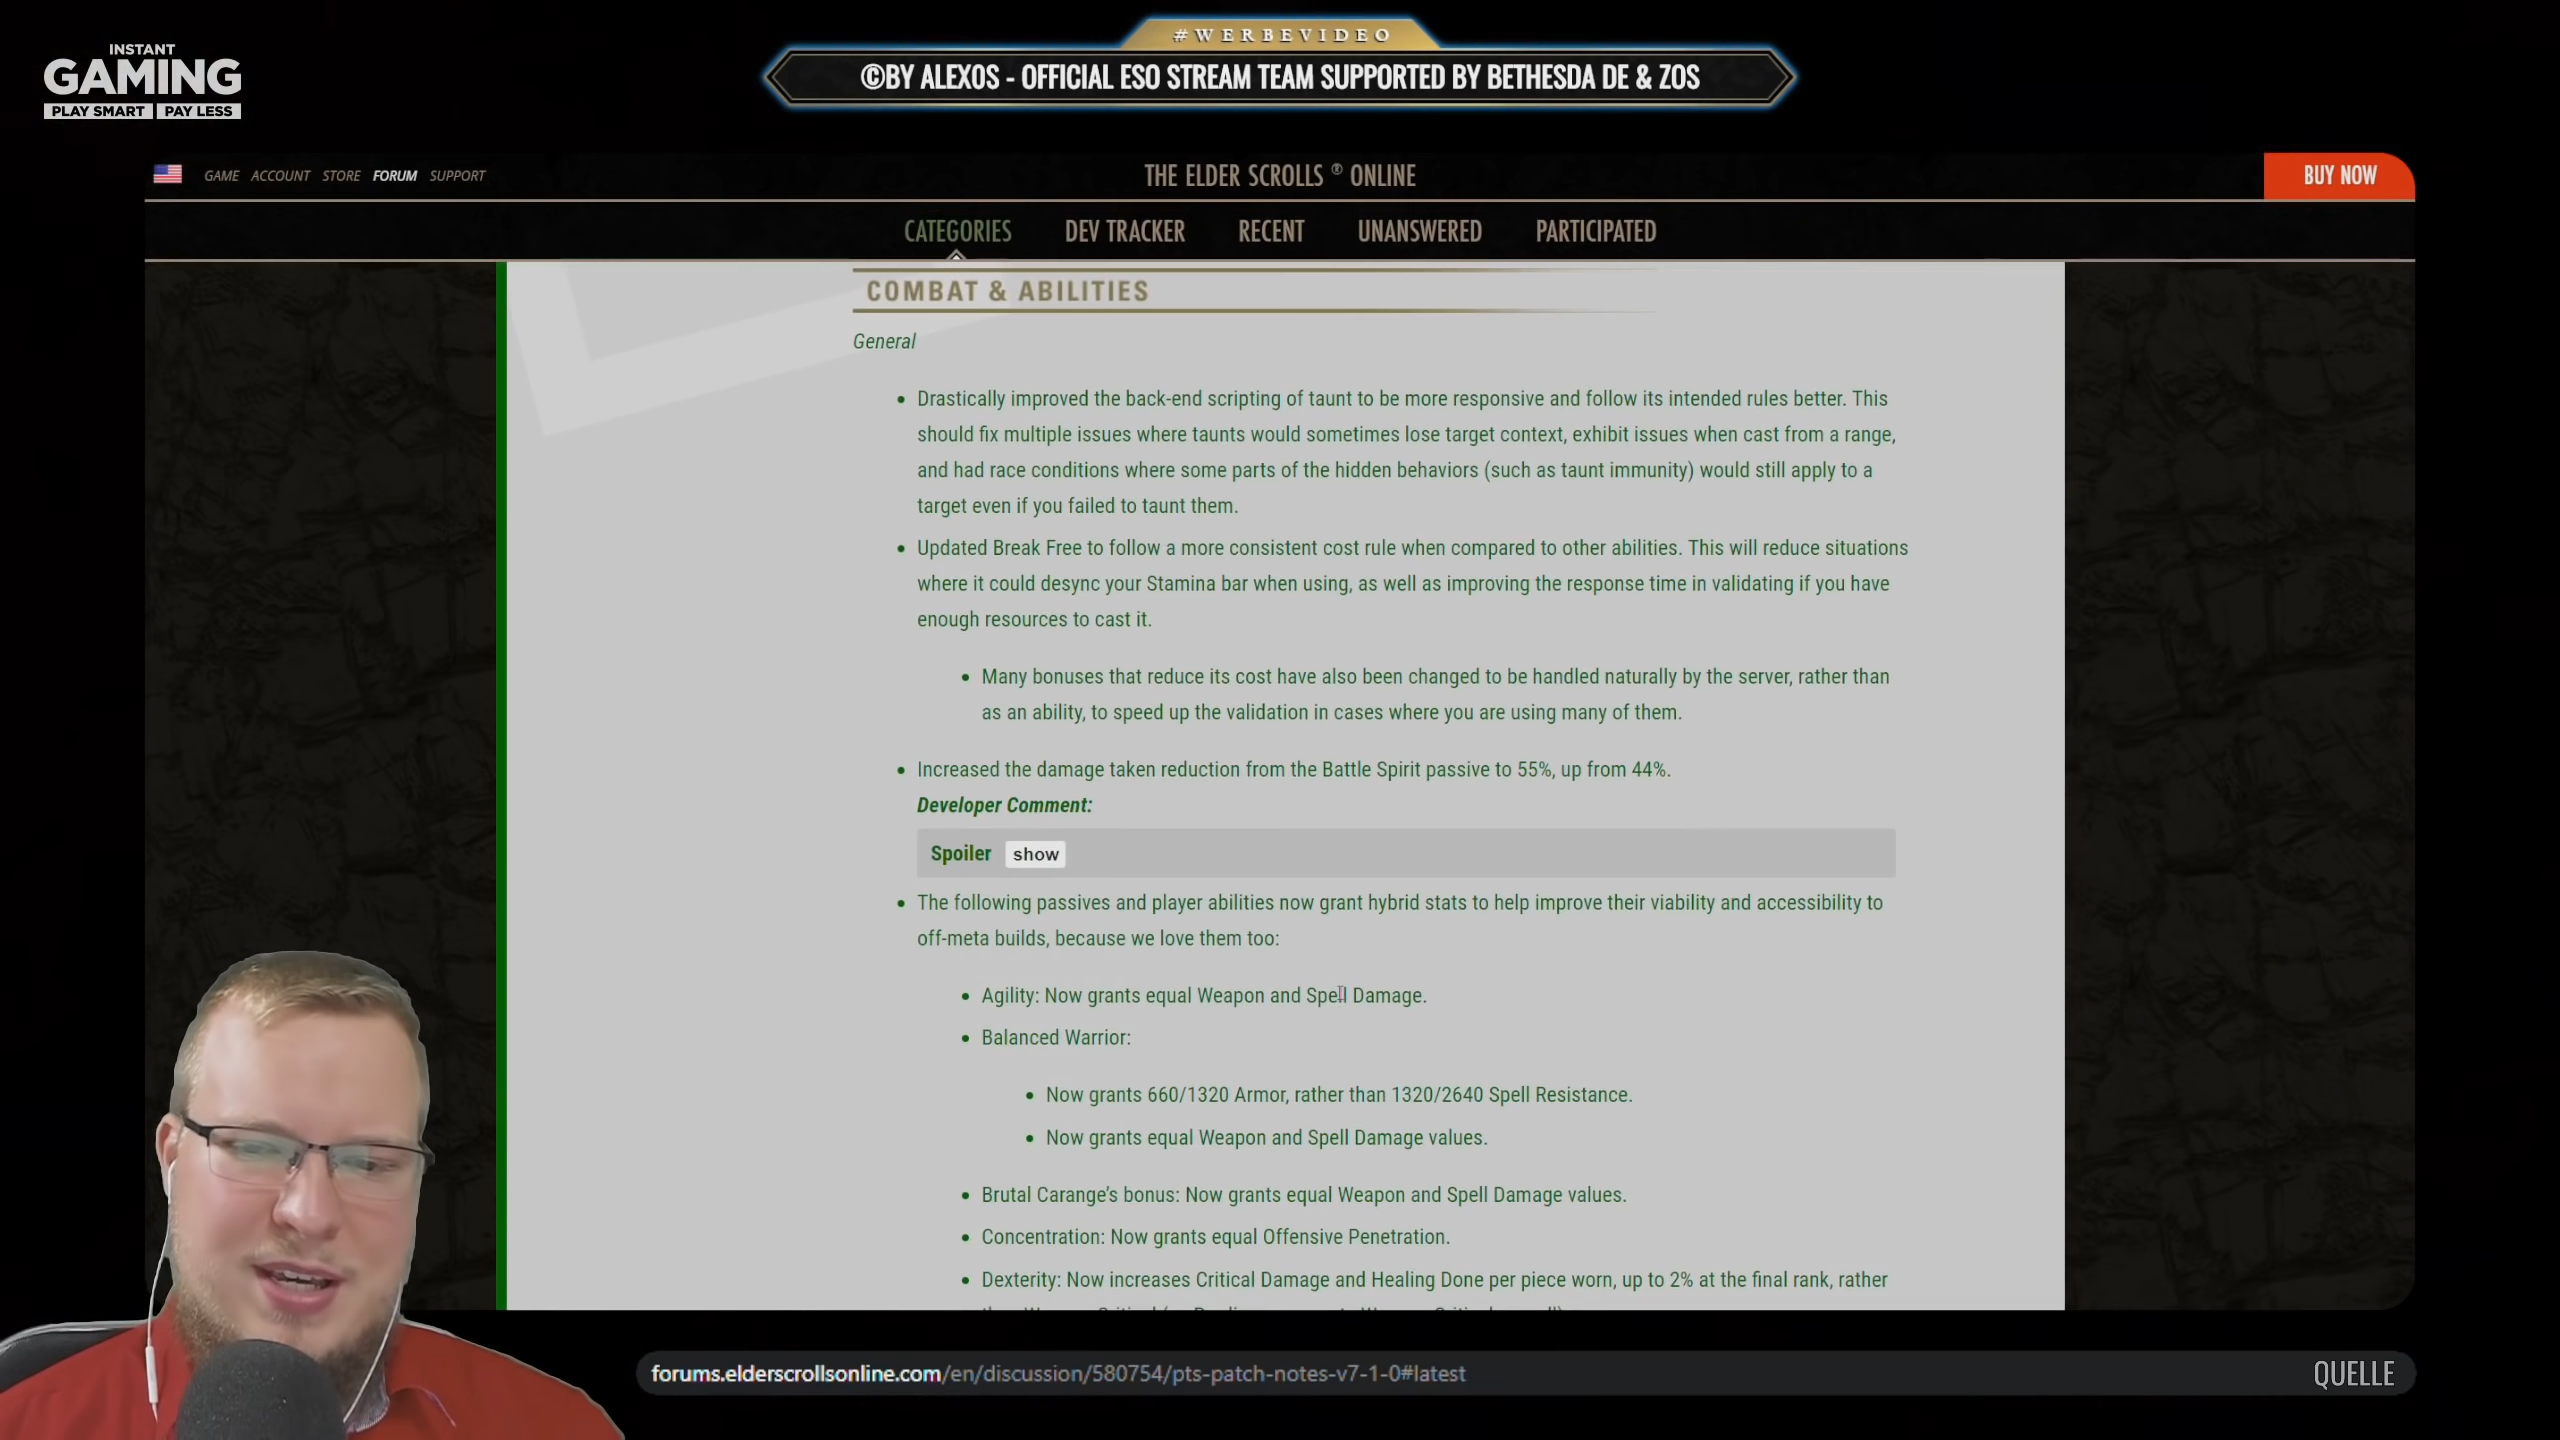 #WERBEVIDEO
©BY ALEXOS - OFFICIAL ESO STREAM TEAM SUPPORTED BY BETHESDA DE & ZOS
INSTANT
GAMING
PLAY SMART PAY LESS
GAME ACCOUNT STORE FORUM SUPPORT
THE ELDER SCROLLS ® ONLINE
BUY NOW
CATEGORIES DEV TRACKER RECENT UNANSWERED PARTICIPATED
COMBAT & ABILITIES
General
• Drastically improved the back-end scripting of taunt to be more responsive and follow its intended rules better. This
should fix multiple issues where taunts would sometimes lose target context, exhibit issues when cast from a range,
and had race conditions where some parts of the hidden behaviors (such as taunt immunity) would still apply to a
target even if you failed to taunt them.
• Updated Break Free to follow a more consistent cost rule when compared to other abilities. This will reduce situations
where it could desync your Stamina bar when using, as well as improving the response time in validating if you have
enough resources to cast it.
• Many bonuses that reduce its cost have also been changed to be handled naturally by the server, rather than
as an ability, to speed up the validation in cases where you are using many of them.
• Increased the damage taken reduction from the Battle Spirit passive to 55%, up from 44%.
Developer Comment:
Spoiler show
• The following passives and player abilities now grant hybrid stats to help improve their viability and accessibility to
off-meta builds, because we love them too:
• Agility: Now grants equal Weapon and Spell Damage.
• Balanced Warrior:
• Now grants 660/1320 Armor, rather than 1320/2640 Spell Resistance.
• Now grants equal Weapon and Spell Damage values.
• Brutal Carange's bonus: Now grants equal Weapon and Spell Damage values.
• Concentration: Now grants equal Offensive Penetration.
• Dexterity: Now increases Critical Damage and Healing Done per piece worn, up to 2% at the final rank, rather
forums.elderscrollsonline.com/en/discussion/580754/pts-patch-notes-v7-1-0#latest
QUELLE